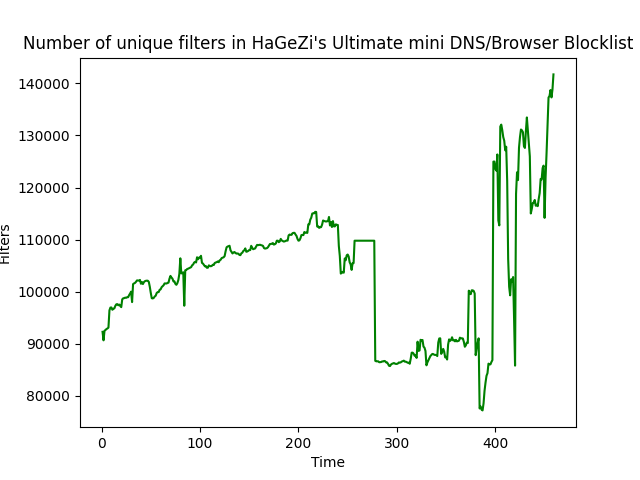 Number of unique filters in HaGeZi's Ultimate mini DNS/Browser Blocklist
140000
130000
120000
110000
100000
90000
80000
Filters
0 100 200 300 400
Time